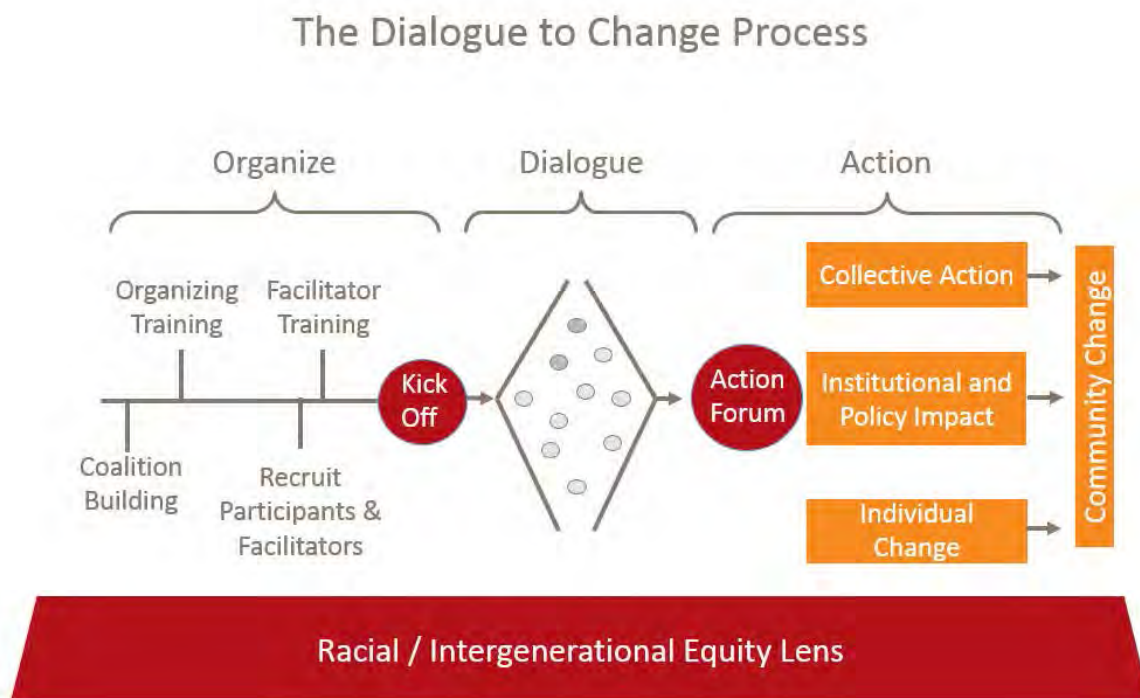 The Dialogue to Change Process
Organize
Dialogue
Action
Organizing
Training
Facilitator
Training
Coalition
Building
Recruit
Participants &
Facilitators
Kick
Off
Action
Forum
Collective Action
Institutional and
Policy Impact
Individual
Change
Community Change
Racial / Intergenerational Equity Lens